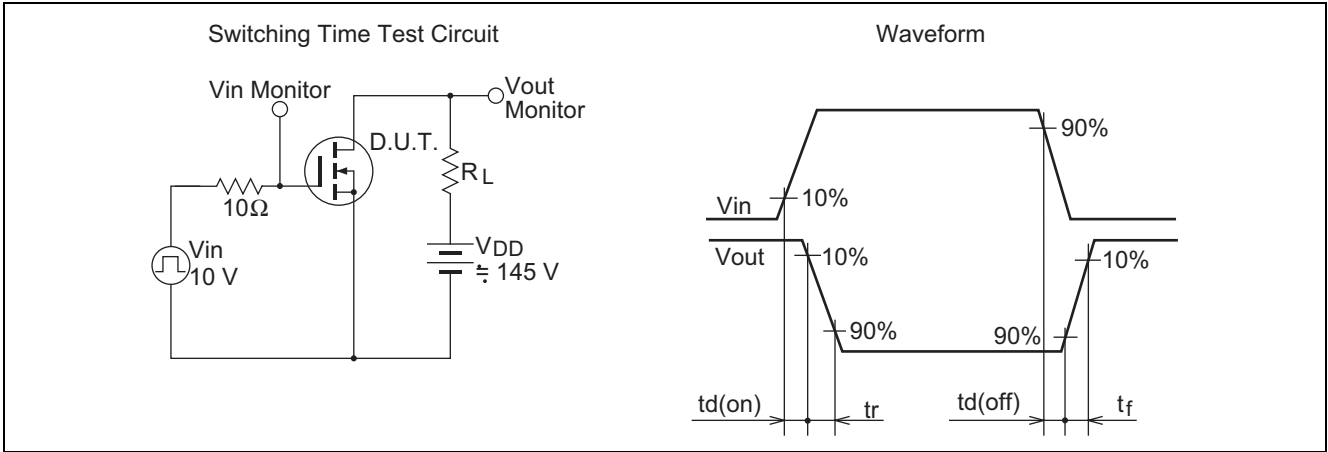 Switching Time Test Circuit
Vin Monitor
Vout
Monitor
D.U.T.
RL
10Ω
Vin
10 V
VDD
≒ 145 V
Waveform
90%
Vin
10%
Vout
10%
10%
90%
90%
td(on)
tr
td(off)
tf